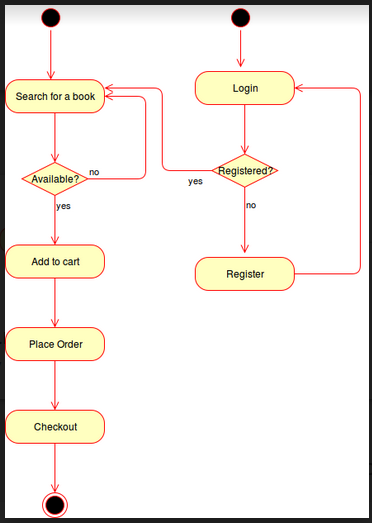 Search for a book
Available?
no
yes
Add to cart
Place Order
Checkout
Login
Registered?
yes
no
Register